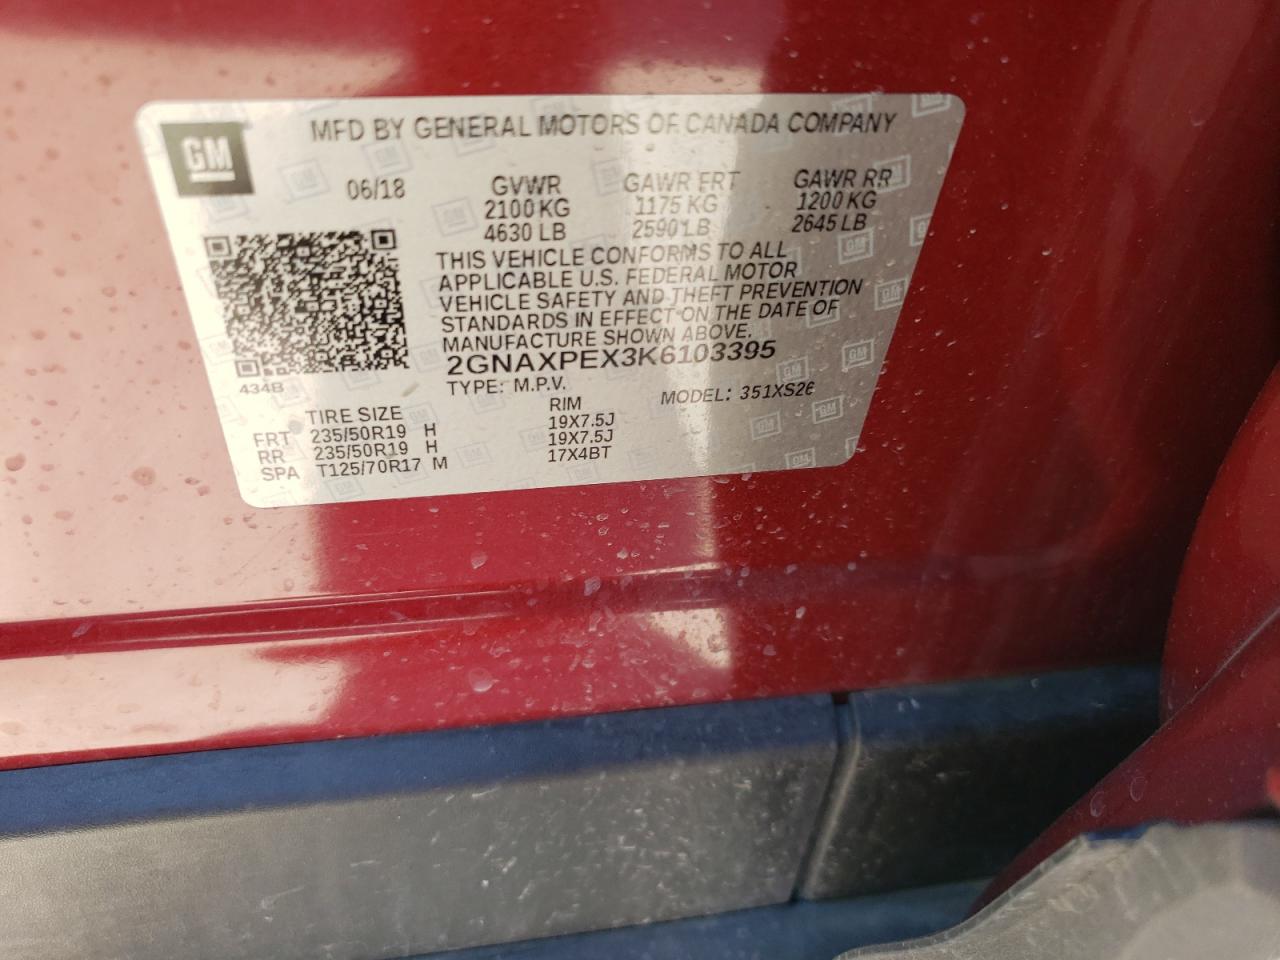 MFD BY GENERAL MOTORS OF CANADA COMPANY
GM
06/18 GVWR GAWR FRT GAWR RR
2100 KG 1175 KG 1200 KG
4630 LB 2590 LB 2645 LB
THIS VEHICLE CONFORMS TO ALL
APPLICABLE U.S. FEDERAL MOTOR
VEHICLE SAFETY AND THEFT PREVENTION
STANDARDS IN EFFECT ON THE DATE OF
MANUFACTURE SHOWN ABOVE.
2GNAXPEX3K6103395
434B TYPE: M.P.V. MODEL: 351XS26
TIRE SIZE RIM
FRT 235/50R19 H 19X7.5J
RR 235/50R19 H 19X7.5J
SPA T125/70R17 M 17X4BT